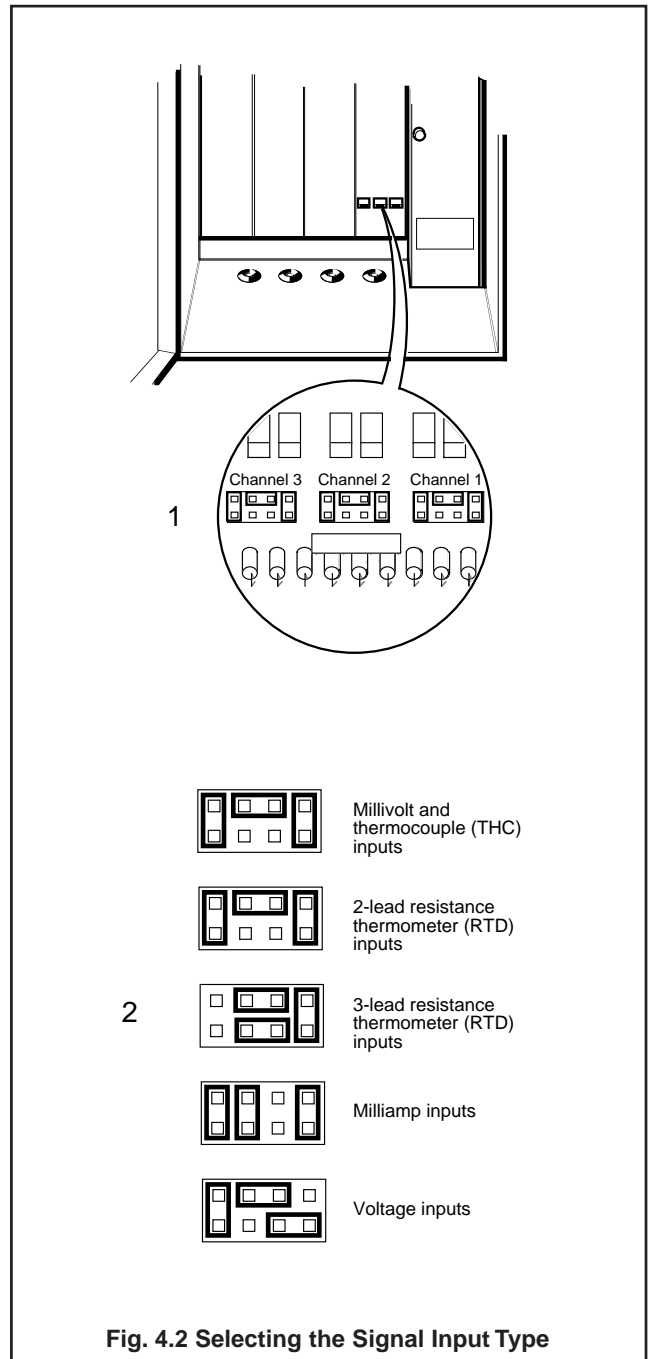 Channel 3 Channel 2 Channel 1
1
Millivolt and
thermocouple (THC)
inputs
2-lead resistance
thermometer (RTD)
inputs
2
3-lead resistance
thermometer (RTD)
inputs
Milliamp inputs
Voltage inputs
Fig. 4.2 Selecting the Signal Input Type